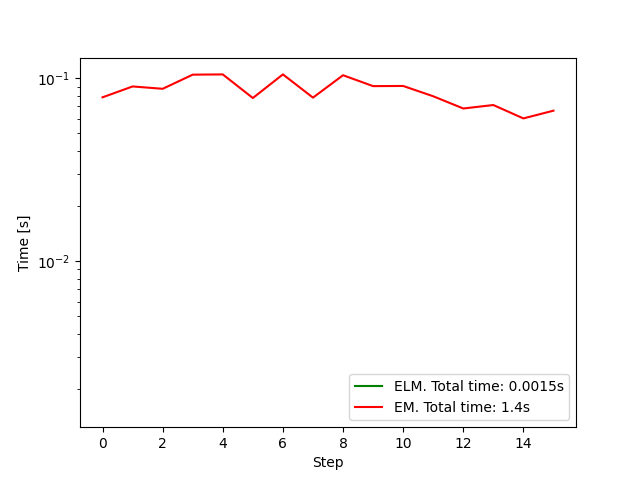 10⁻¹
10⁻²
Time [s]
0 2 4 6 8 10 12 14
Step
ELM. Total time: 0.0015s
EM. Total time: 1.4s